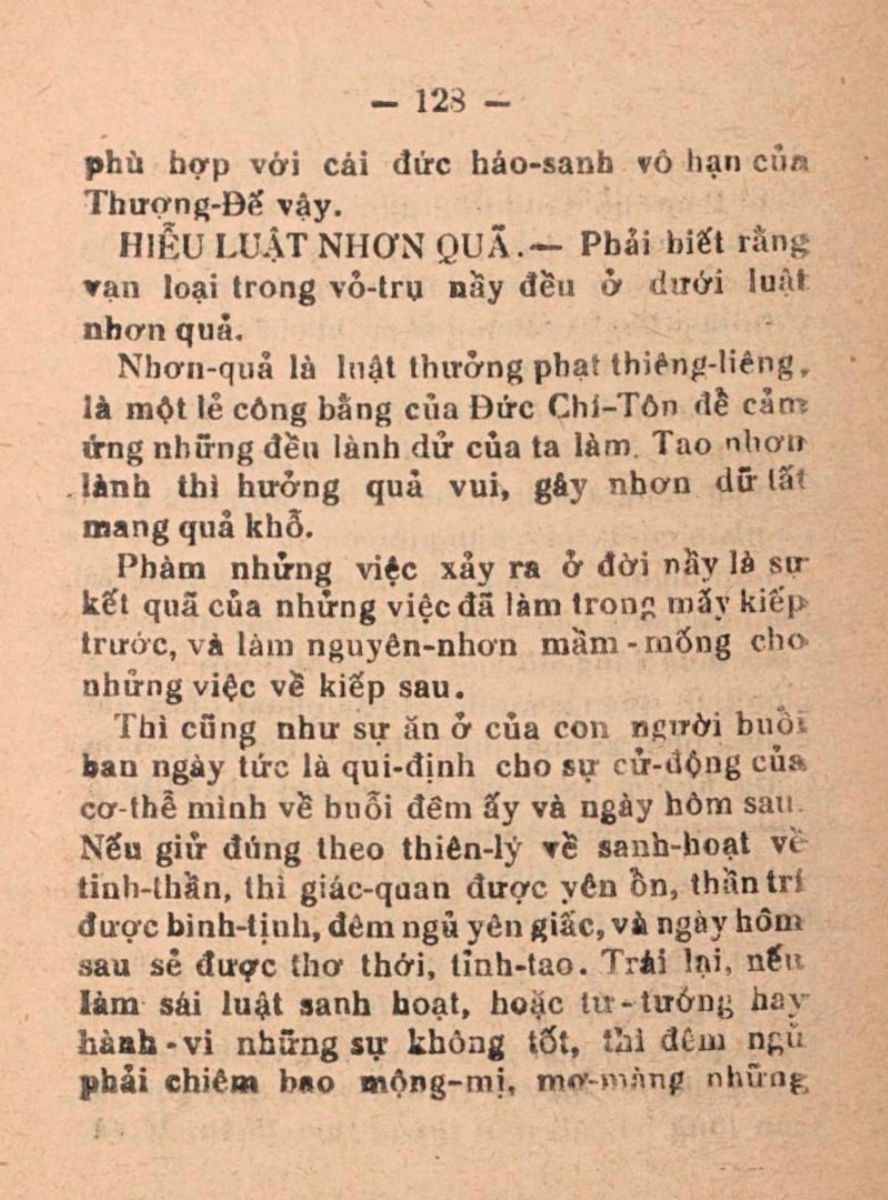 — 128 —
phù hợp với cái đức háo-sanh vô hạn của
Thượng-Đế vậy.
HIỂU LUẬT NHƠN QUÃ.— Phải biết rằng
vạn loại trong vỏ-trụ nầy đều ở dưới luật
nhơn quả.
Nhơn-quả là luật thưởng phạt thiêng-liêng,
là một lẻ công bằng của Đức Chí-Tôn để cảm
ứng những đều lành dử của ta làm. Tạo nhơn
lành thì hưởng quả vui, gây nhơn dữ tất
mang quả khỗ.
Phàm những việc xảy ra ở đời nầy là sự
kết quã của nhửng việc đã làm trong mấy kiếp
trước, và làm nguyên-nhơn mầm-mống cho
nhửng việc về kiếp sau.
Thì cũng như sự ăn ở của con người buổi
ban ngày tức là qui-định cho sự cử-động của
cơ-thể mình về buổi đêm ấy và ngày hôm sau.
Nếu giử đúng theo thiên-lý về sanh-hoạt về
tinh-thần, thì giác-quan được yên ổn, thần trí
được bình-tịnh, đêm ngủ yên giấc, và ngày hôm
sau sẻ được thơ thới, tỉnh-táo. Trái lại, nếu
làm sái luật sanh hoạt, hoặc tư-tưởng hay
hành-vi những sự không tốt, thì đêm ngủ
phải chiêm bao mộng-mị, mơ-màng những